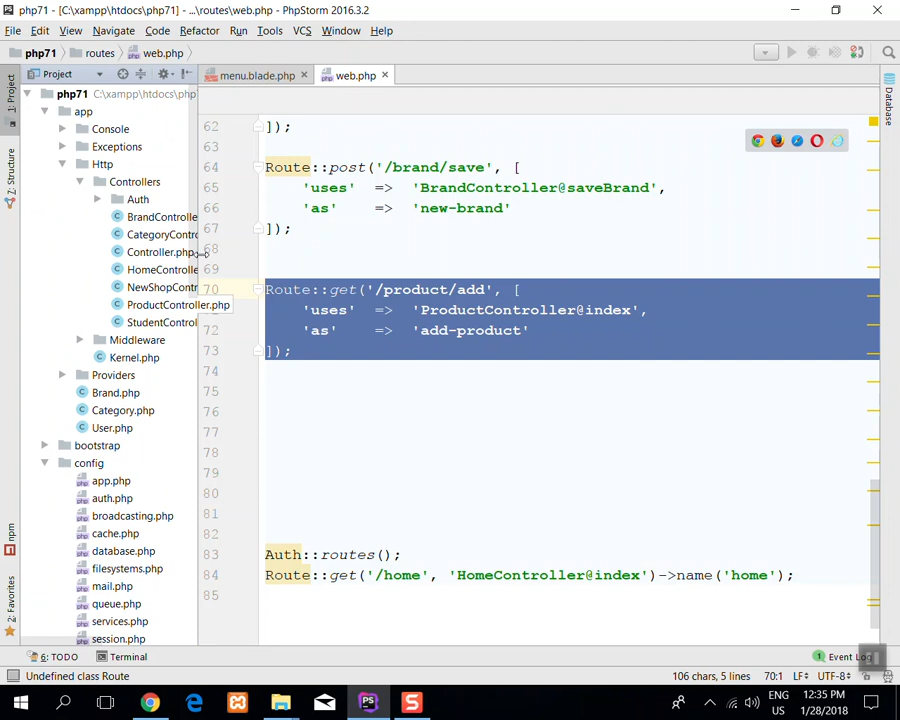 php71 - [C:\xampp\htdocs\php71] - ...\routes\web.php - PhpStorm 2016.3.2
File Edit View Navigate Code Refactor Run Tools VCS Window Help
php71 routes web.php
1: Project
Project
menu.blade.php
web.php
Database
php71 C:\xampp\htdocs\php
app
Console
Exceptions
Http
Controllers
Auth
BrandControlle
CategoryContro
Controller.php
HomeControlle
NewShopContr
ProductController.php
StudentControl
Middleware
Kernel.php
Providers
Brand.php
Category.php
User.php
bootstrap
config
app.php
auth.php
broadcasting.php
cache.php
database.php
filesystems.php
mail.php
queue.php
services.php
session.php
7: Structure
npm
2: Favorites
62 ]);
63
64 Route::post('/brand/save', [
65 'uses' => 'BrandController@saveBrand',
66 'as' => 'new-brand'
67 ]);
68
69
70 Route::get('/product/add', [
'uses' => 'ProductController@index',
72 'as' => 'add-product'
73 ]);
74
75
76
77
78
79
80
81
82
83 Auth::routes();
84 Route::get('/home', 'HomeController@index')->name('home');
85
6: TODO Terminal
1 Event Log
Undefined class Route
106 chars, 5 lines 70:1 LF UTF-8
ENG
US
12:35 PM
1/28/2018